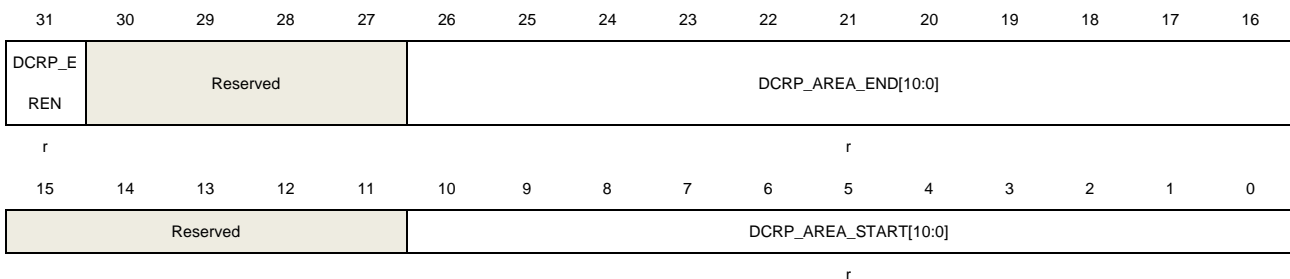 31 30 29 28 27 26 25 24 23 22 21 20 19 18 17 16
DCRP_E
REN
Reserved
DCRP_AREA_END[10:0]
r r
15 14 13 12 11 10 9 8 7 6 5 4 3 2 1 0
Reserved DCRP_AREA_START[10:0]
r